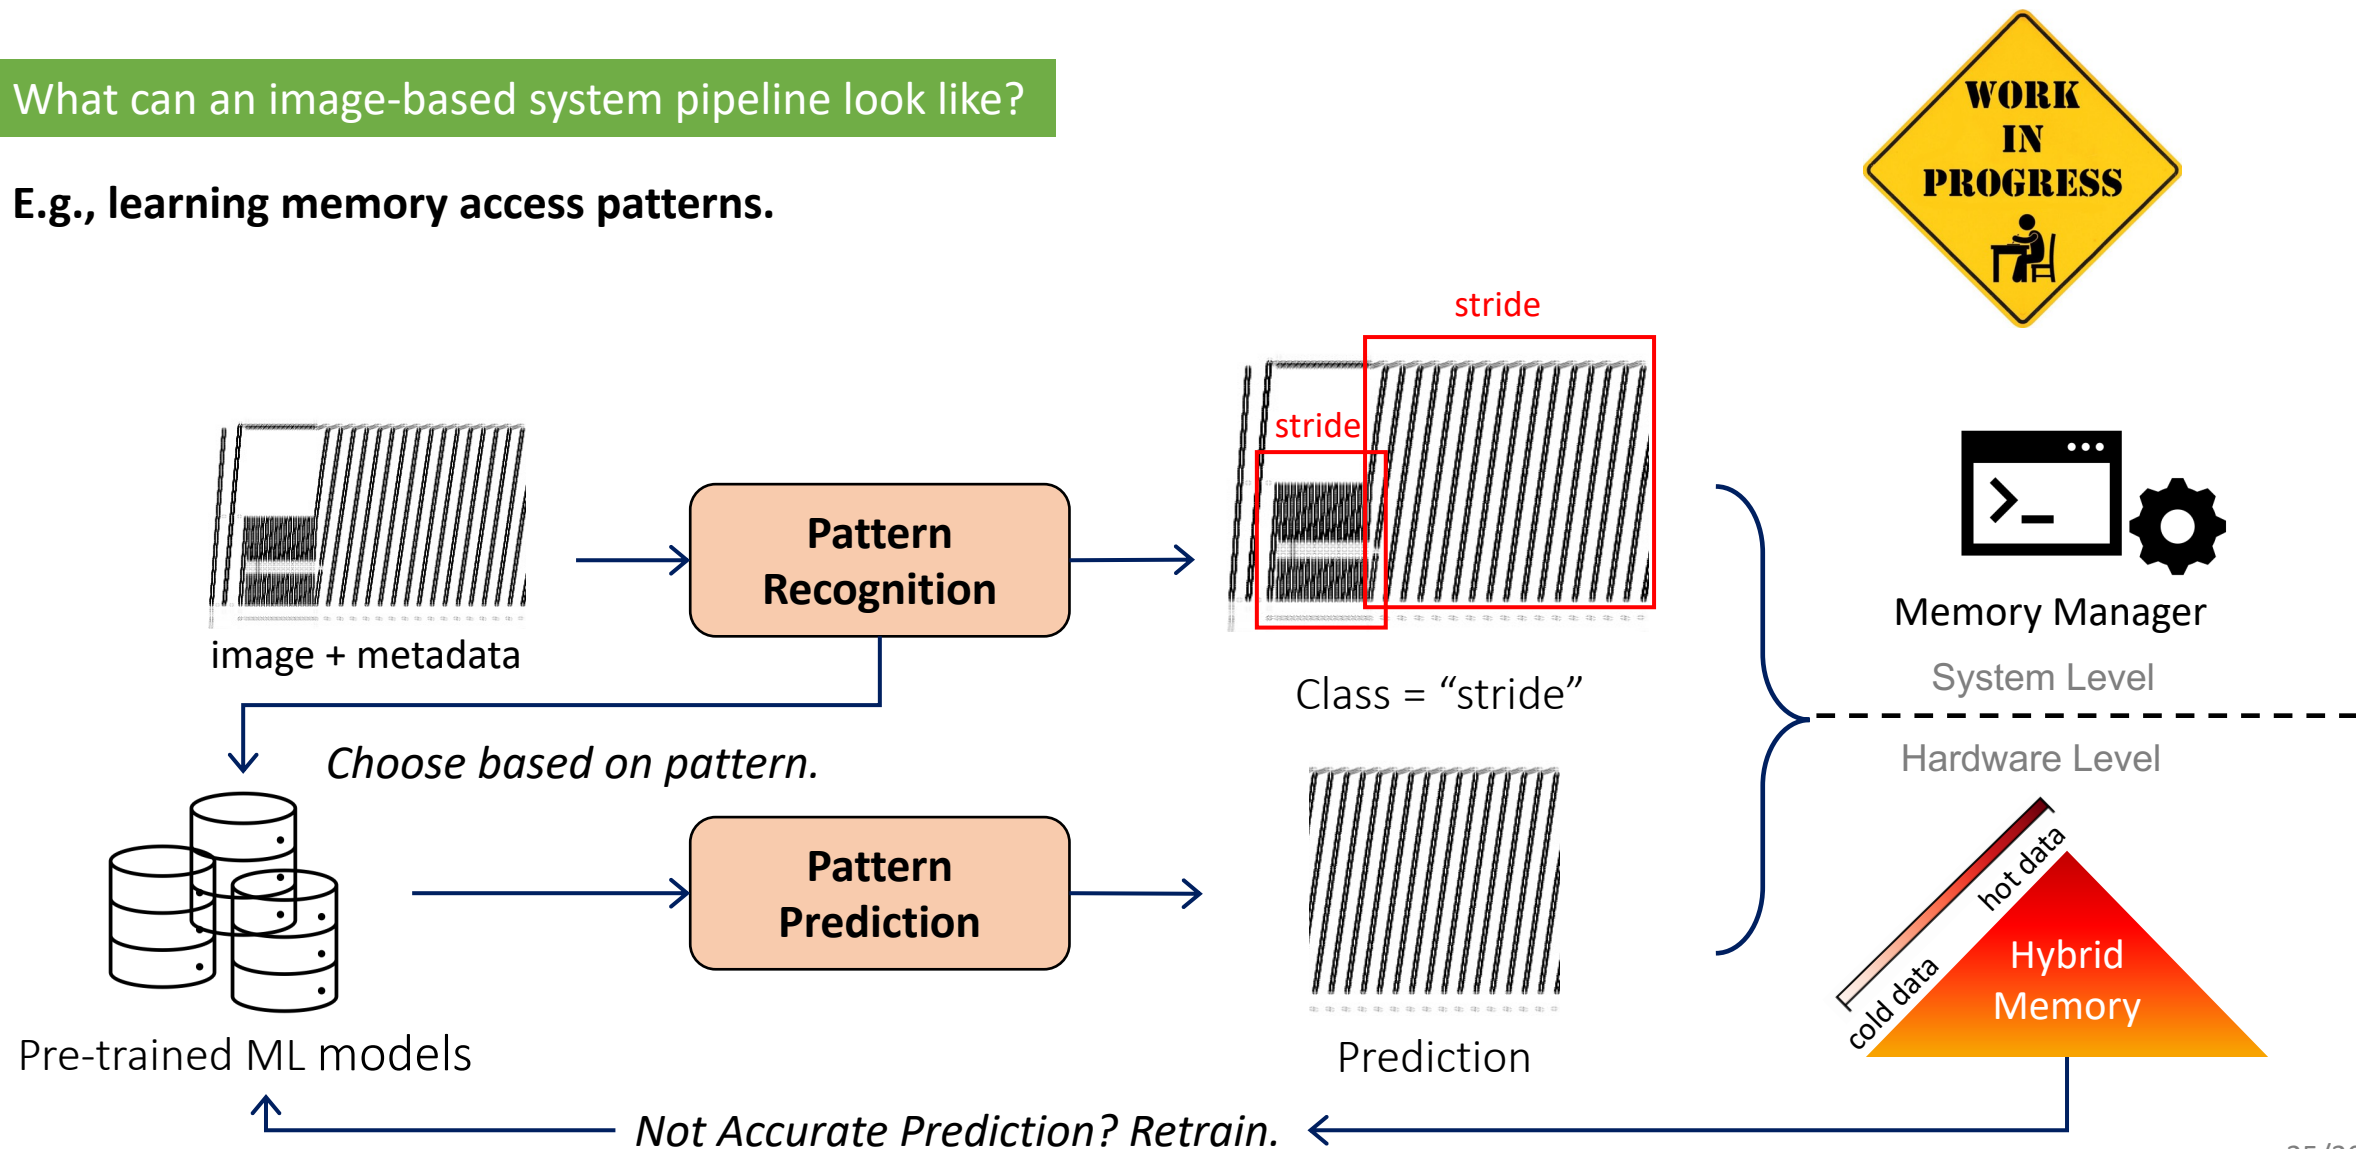 What can an image-based system pipeline look like?
E.g., learning memory access patterns.
WORK
IN
PROGRESS
stride
stride
image + metadata
Pattern
Recognition
Class = “stride”
Memory Manager
System Level
Hardware Level
Choose based on pattern.
Pattern
Prediction
Pre-trained ML models
Prediction
hot data
cold data
Hybrid
Memory
Not Accurate Prediction? Retrain.